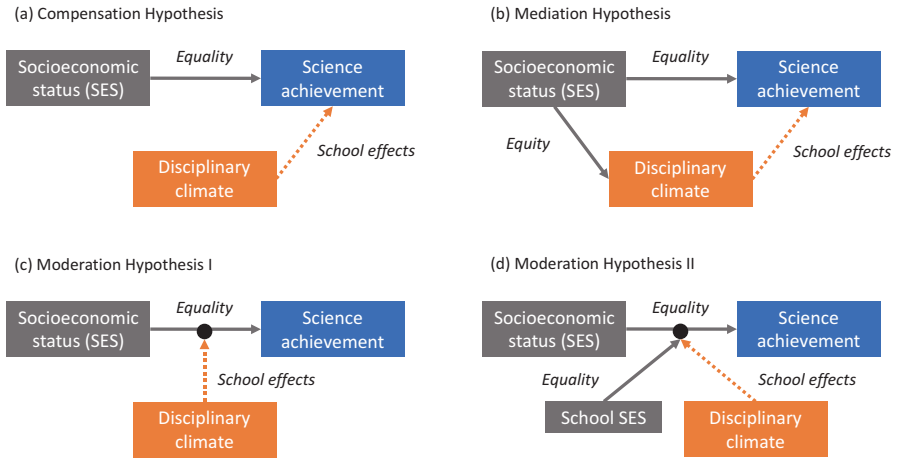 (a) Compensation Hypothesis
Socioeconomic
status (SES)
Equality
Science
achievement
School effects
Disciplinary
climate
(b) Mediation Hypothesis
Socioeconomic
status (SES)
Equality
Science
achievement
Equity
School effects
Disciplinary
climate
(c) Moderation Hypothesis I
Socioeconomic
status (SES)
Equality
Science
achievement
School effects
Disciplinary
climate
(d) Moderation Hypothesis II
Socioeconomic
status (SES)
Equality
Science
achievement
Equality
School effects
School SES
Disciplinary
climate